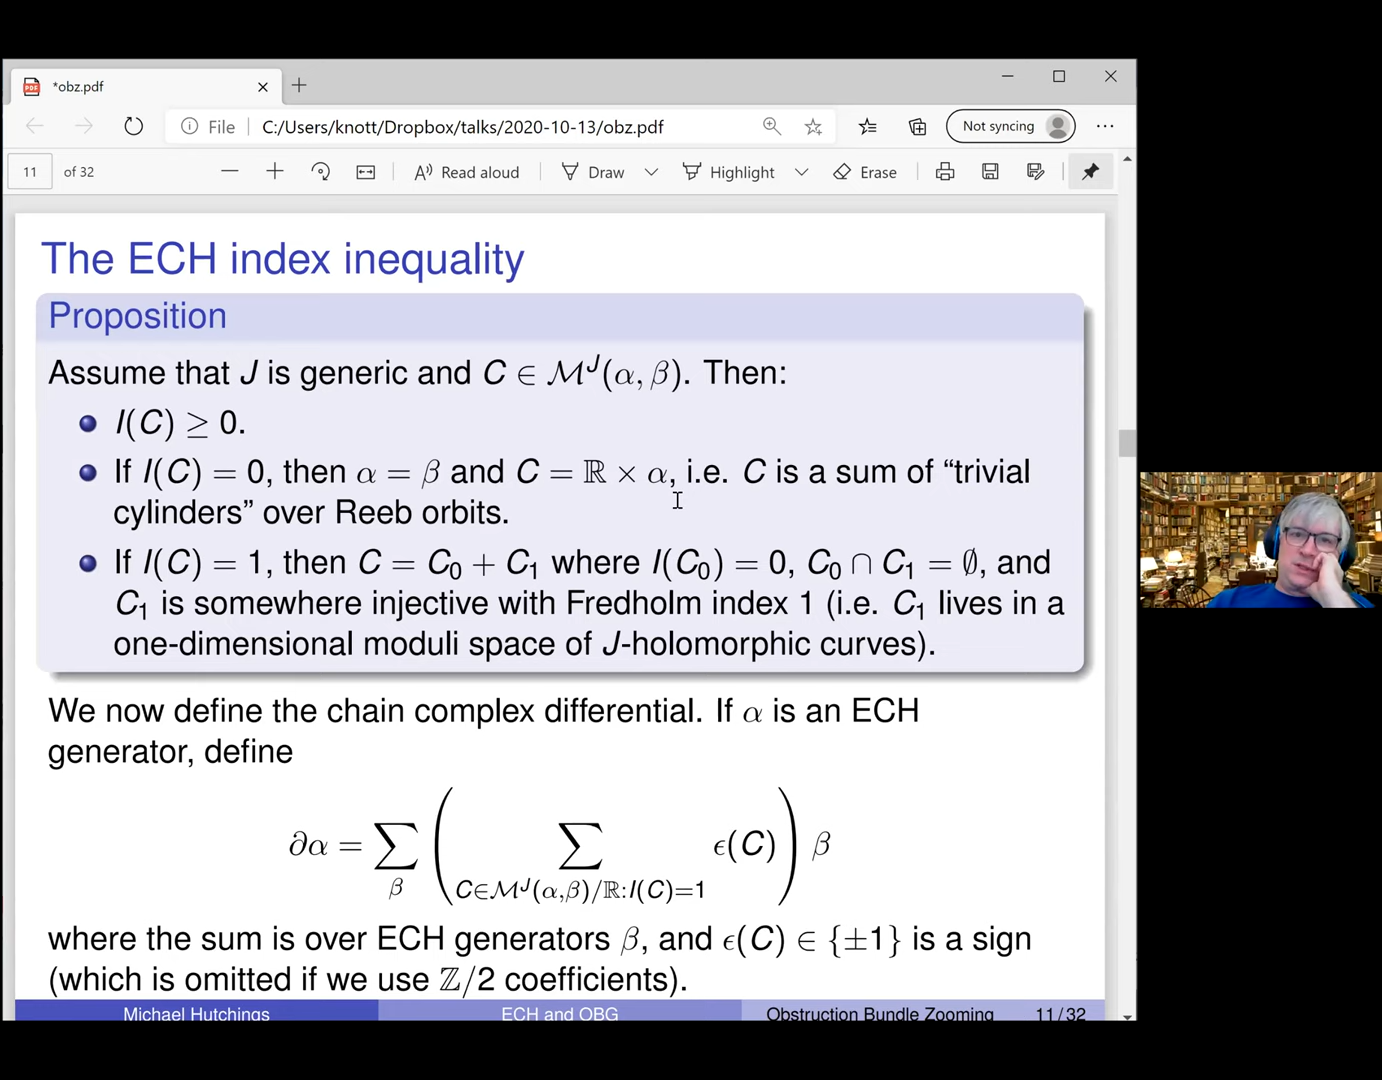 *obz.pdf
File C:/Users/knott/Dropbox/talks/2020-10-13/obz.pdf Not syncing
11 of 32 Read aloud Draw Highlight Erase
The ECH index inequality
Proposition
Assume that J is generic and C ∈ ℳᴶ(α, β). Then:
I(C) ≥ 0.
If I(C) = 0, then α = β and C = ℝ × α, i.e. C is a sum of “trivial
cylinders” over Reeb orbits.
If I(C) = 1, then C = C₀ + C₁ where I(C₀) = 0, C₀ ∩ C₁ = ∅, and
C₁ is somewhere injective with Fredholm index 1 (i.e. C₁ lives in a
one-dimensional moduli space of J-holomorphic curves).
We now define the chain complex differential. If α is an ECH
generator, define
∂α = ∑_β ( ∑_{C∈ℳᴶ(α,β)/ℝ:I(C)=1} ϵ(C) ) β
where the sum is over ECH generators β, and ϵ(C) ∈ {±1} is a sign
(which is omitted if we use ℤ/2 coefficients).
Michael Hutchings ECH and OBG Obstruction Bundle Zooming 11 / 32